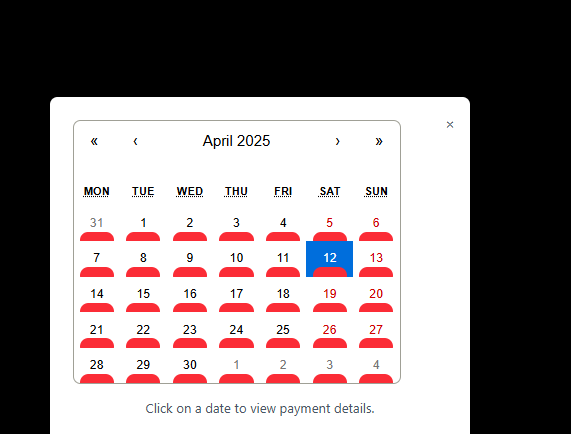 ×
« ‹ April 2025 › »
MON TUE WED THU FRI SAT SUN
31 1 2 3 4 5 6
7 8 9 10 11 12 13
14 15 16 17 18 19 20
21 22 23 24 25 26 27
28 29 30 1 2 3 4
Click on a date to view payment details.